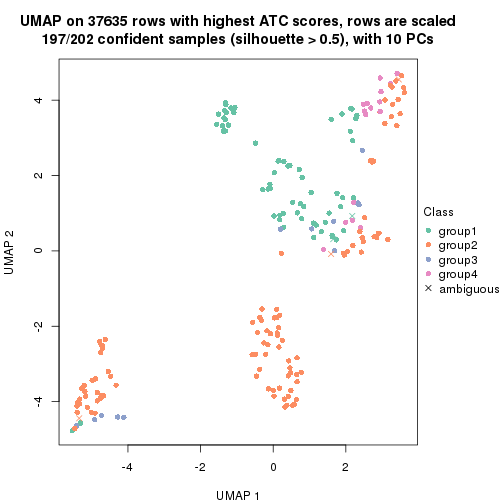 UMAP on 37635 rows with highest ATC scores, rows are scaled
197/202 confident samples (silhouette > 0.5), with 10 PCs
4
2
0
-2
-4
UMAP 2
-4
-2
0
2
UMAP 1
Class
group1
group2
group3
group4
ambiguous